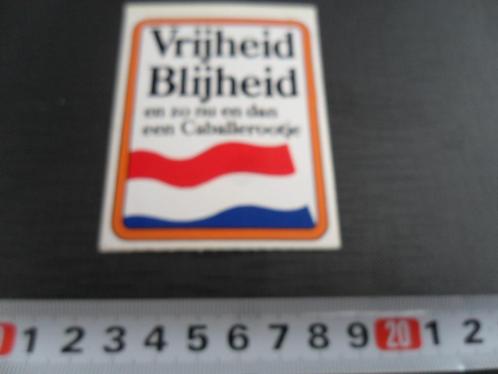 Vrijheid
Blijheid
en zo nu en dan
een Caballerootje
1 2 3 4 5 6 7 8 9 20 1 2